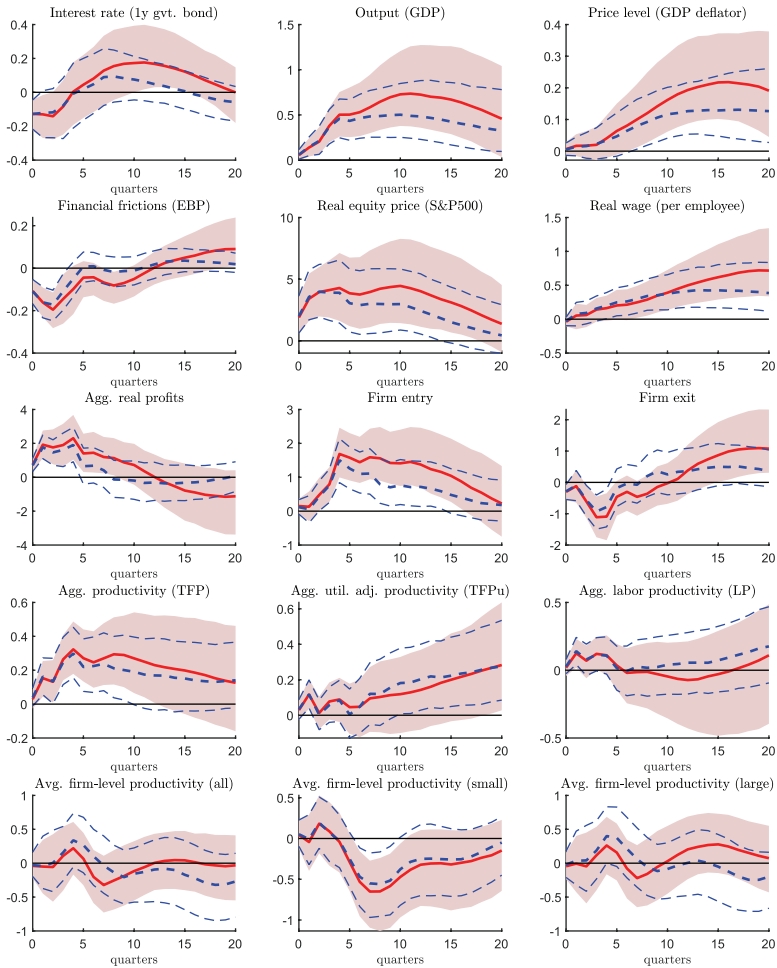 Interest rate (1y gvt. bond)
0.4
0.2
0
-0.2
-0.4
0 5 10 15 20
quarters
Output (GDP)
1.5
1
0.5
0
0 5 10 15 20
quarters
Price level (GDP deflator)
0.4
0.3
0.2
0.1
0
0 5 10 15 20
quarters
Financial frictions (EBP)
0.2
0
-0.2
-0.4
0 5 10 15 20
quarters
Real equity price (S&P500)
10
5
0
0 5 10 15 20
quarters
Real wage (per employee)
1.5
1
0.5
0
-0.5
0 5 10 15 20
quarters
Agg. real profits
4
2
0
-2
-4
0 5 10 15 20
quarters
Firm entry
3
2
1
0
-1
0 5 10 15 20
quarters
Firm exit
2
1
0
-1
-2
0 5 10 15 20
quarters
Agg. productivity (TFP)
0.6
0.4
0.2
0
-0.2
0 5 10 15 20
quarters
Agg. util. adj. productivity (TFPu)
0.6
0.4
0.2
0
0 5 10 15 20
quarters
Agg. labor productivity (LP)
0.5
0
-0.5
0 5 10 15 20
quarters
Avg. firm-level productivity (all)
1
0.5
0
-0.5
-1
0 5 10 15 20
quarters
Avg. firm-level productivity (small)
0.5
0
-0.5
-1
0 5 10 15 20
quarters
Avg. firm-level productivity (large)
1
0.5
0
-0.5
-1
0 5 10 15 20
quarters